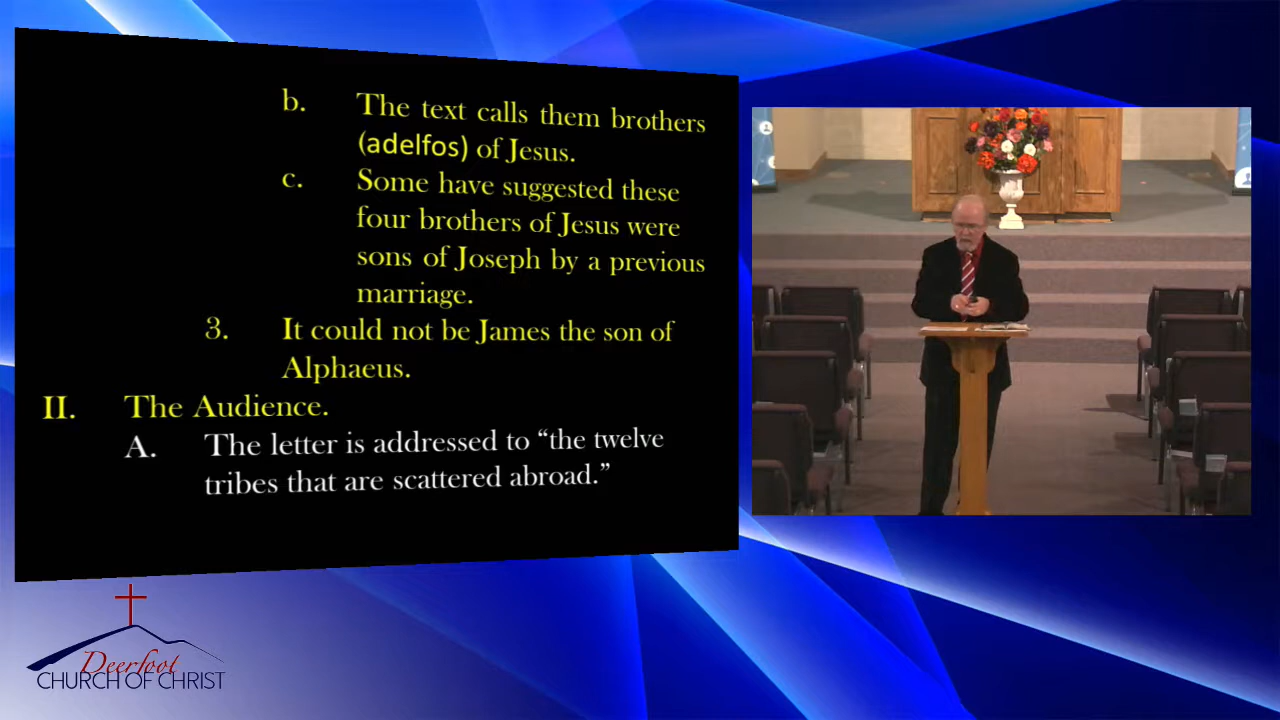 b. The text calls them brothers
(adelfos) of Jesus.
c. Some have suggested these
four brothers of Jesus were
sons of Joseph by a previous
marriage.
3. It could not be James the son of
Alphaeus.
II. The Audience.
A. The letter is addressed to “the twelve
tribes that are scattered abroad.”
Deerfoot
CHURCH OF CHRIST